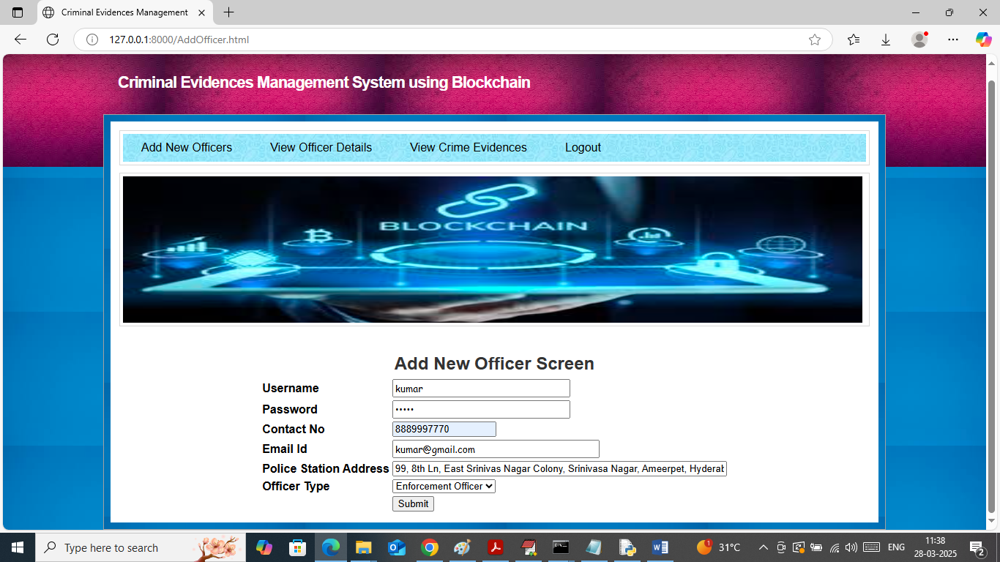 Criminal Evidences Management
127.0.0.1:8000/AddOfficer.html
Criminal Evidences Management System using Blockchain
Add New Officers View Officer Details View Crime Evidences Logout
BLOCKCHAIN
Add New Officer Screen
Username kumar
Password •••••
Contact No 8889997770
Email Id kumar@gmail.com
Police Station Address 99, 8th Ln, East Srinivas Nagar Colony, Srinivasa Nagar, Ameerpet, Hyderab
Officer Type Enforcement Officer
Submit
Type here to search 1 31°C ENG 11:38
28-03-2025 2